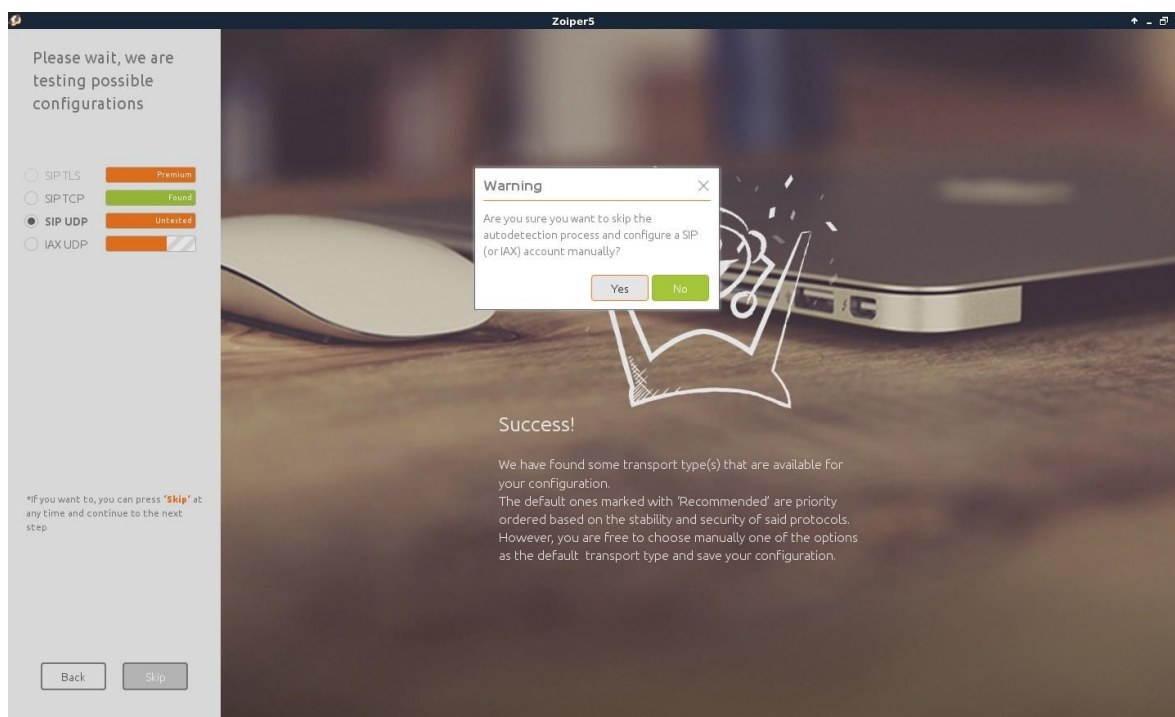 Zoiper5
Please wait, we are
testing possible
configurations
SIP TLS Premium
SIP TCP Found
SIP UDP Untested
IAX UDP
*If you want to, you can press 'Skip' at
any time and continue to the next
step
Back Skip
Warning
Are you sure you want to skip the
autodetection process and configure a SIP
(or IAX) account manually?
Yes No
Success!
We have found some transport type(s) that are available for
your configuration.
The default ones marked with 'Recommended' are priority
ordered based on the stability and security of said protocols.
However, you are free to choose manually one of the options
as the default transport type and save your configuration.